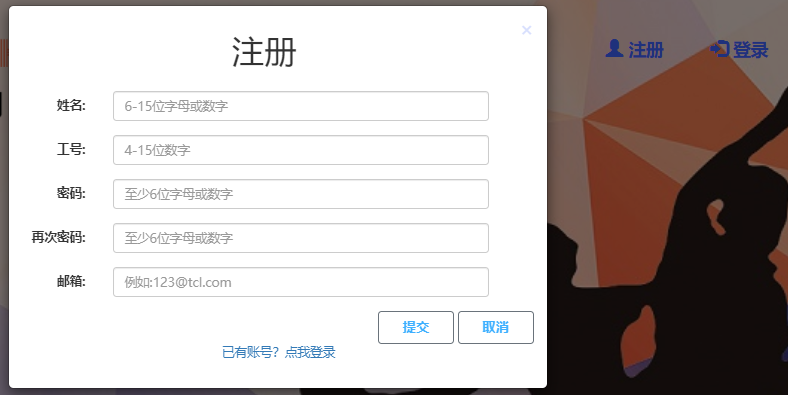 注册
×
注册 登录
姓名: 6-15位字母或数字
工号: 4-15位数字
密码: 至少6位字母或数字
再次密码: 至少6位字母或数字
邮箱: 例如:123@tcl.com
提交 取消
已有账号? 点我登录